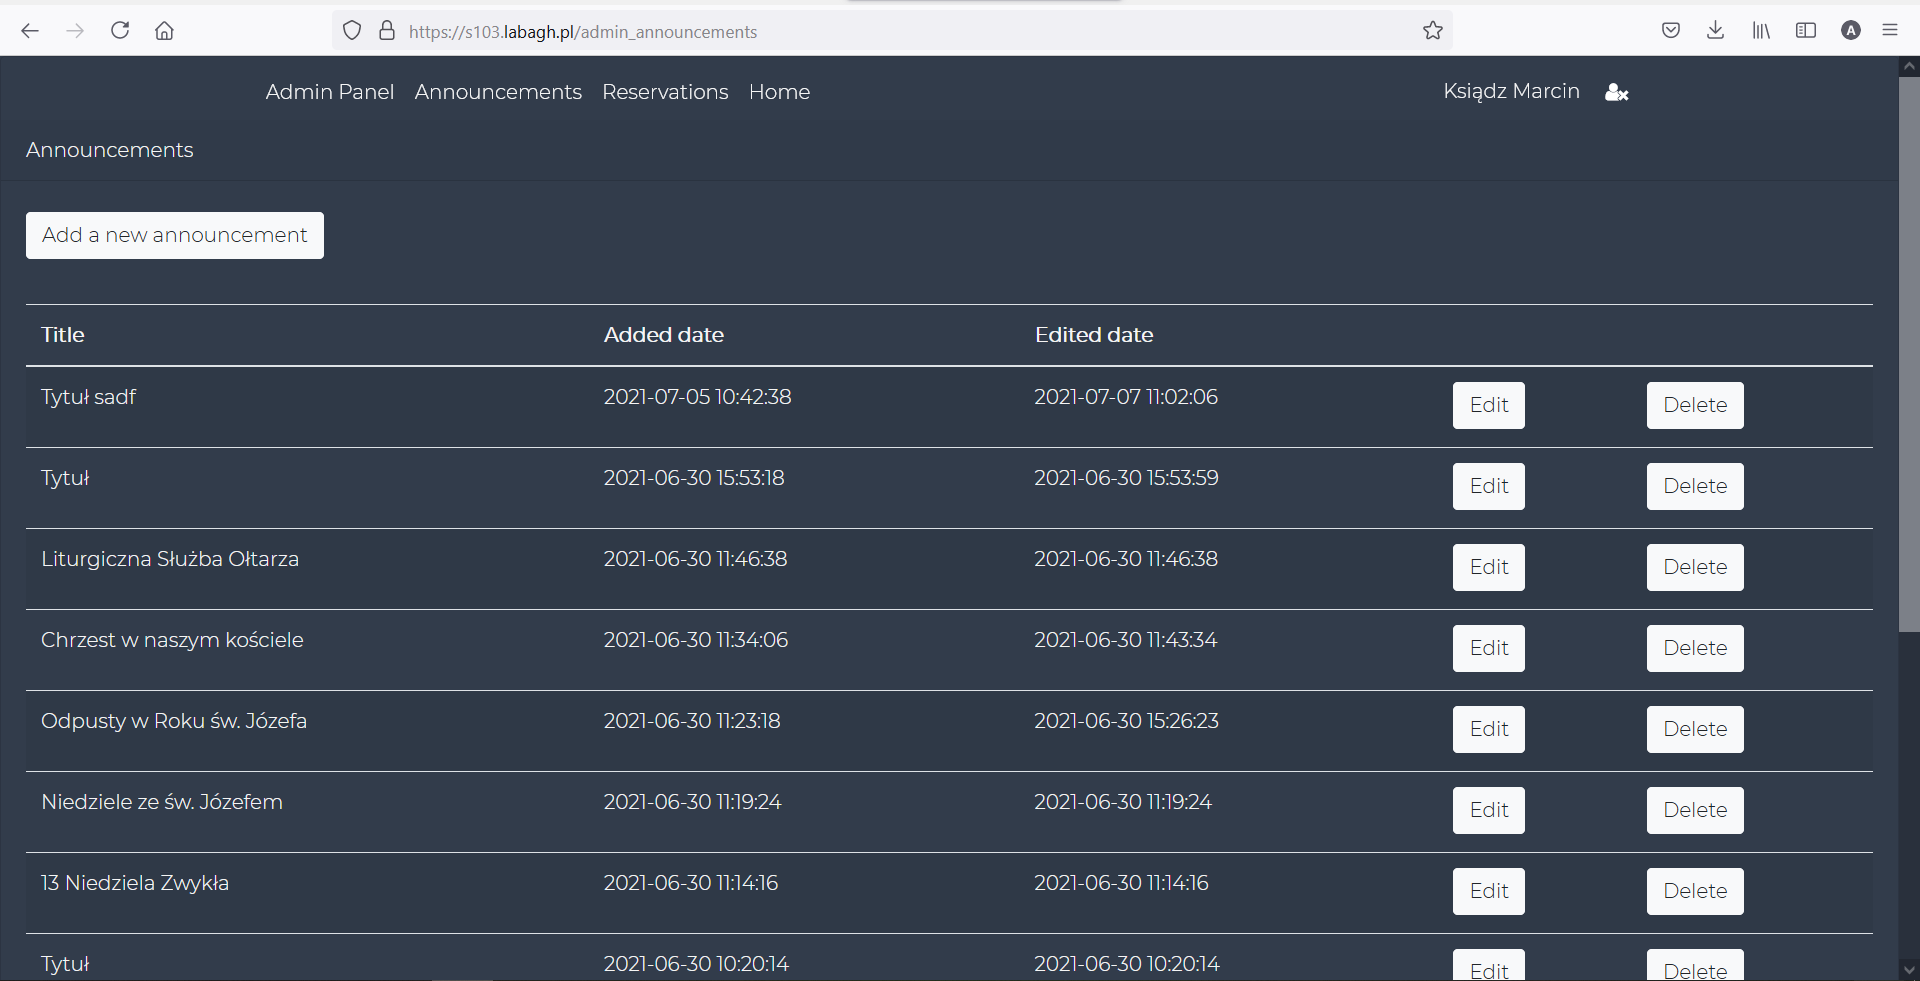 https://s103.labagh.pl/admin_announcements
A
Admin Panel Announcements Reservations Home Ksiądz Marcin
Announcements
Add a new announcement
Title Added date Edited date
Tytuł sadf 2021-07-05 10:42:38 2021-07-07 11:02:06 Edit Delete
Tytuł 2021-06-30 15:53:18 2021-06-30 15:53:59 Edit Delete
Liturgiczna Służba Ołtarza 2021-06-30 11:46:38 2021-06-30 11:46:38 Edit Delete
Chrzest w naszym kościele 2021-06-30 11:34:06 2021-06-30 11:43:34 Edit Delete
Odpusty w Roku św. Józefa 2021-06-30 11:23:18 2021-06-30 15:26:23 Edit Delete
Niedziele ze św. Józefem 2021-06-30 11:19:24 2021-06-30 11:19:24 Edit Delete
13 Niedziela Zwykła 2021-06-30 11:14:16 2021-06-30 11:14:16 Edit Delete
Tytuł 2021-06-30 10:20:14 2021-06-30 10:20:14 Edit Delete